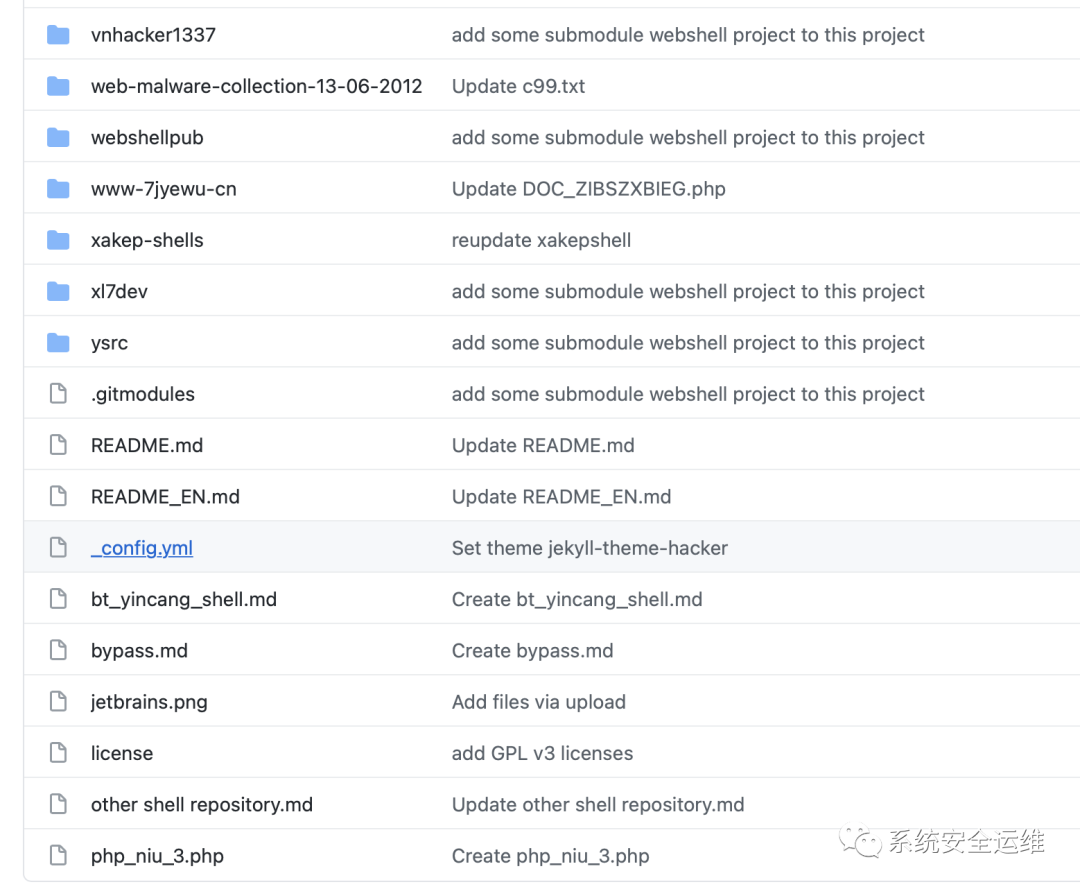 vnhacker1337 add some submodule webshell project to this project
web-malware-collection-13-06-2012 Update c99.txt
webshellpub add some submodule webshell project to this project
www-7jyewu-cn Update DOC_ZIBSZXBIEG.php
xakep-shells reupdate xakepshell
xl7dev add some submodule webshell project to this project
ysrc add some submodule webshell project to this project
.gitmodules add some submodule webshell project to this project
README.md Update README.md
README_EN.md Update README_EN.md
_config.yml Set theme jekyll-theme-hacker
bt_yincang_shell.md Create bt_yincang_shell.md
bypass.md Create bypass.md
jetbrains.png Add files via upload
license add GPL v3 licenses
other shell repository.md Update other shell repository.md
php_niu_3.php Create php_niu_3.php
系统安全运维